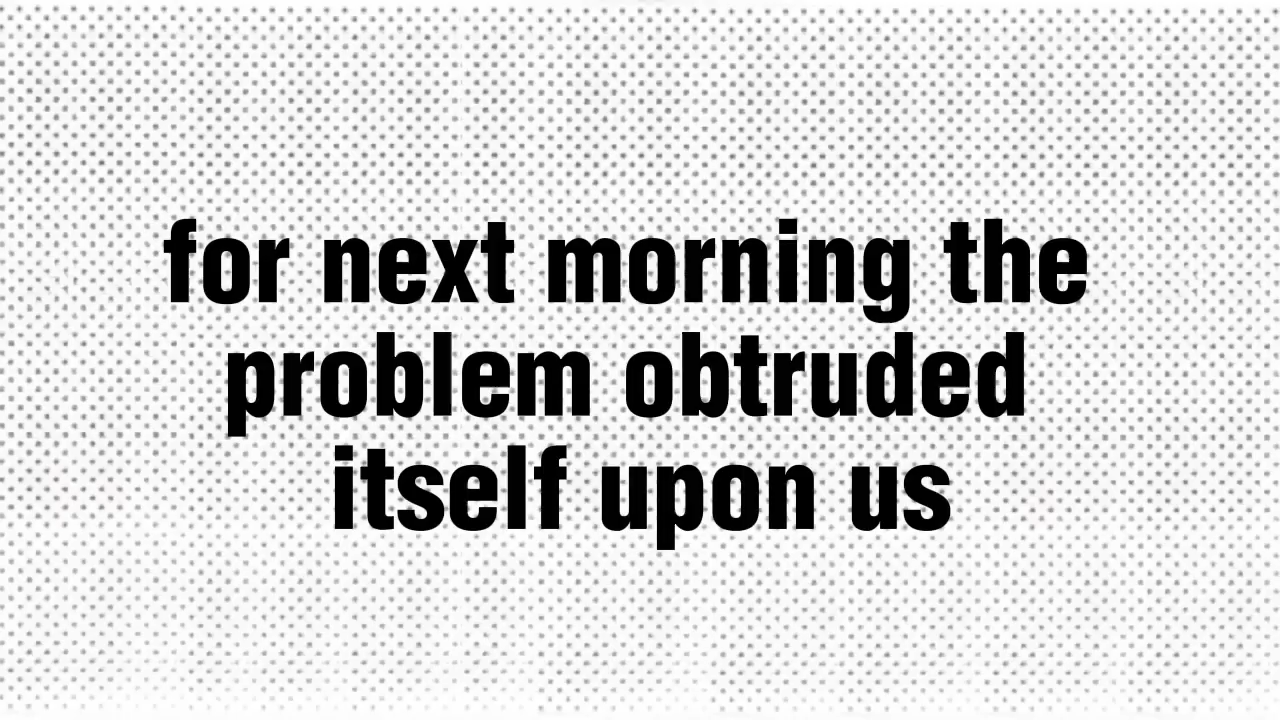 for next morning the
problem obtruded
itself upon us